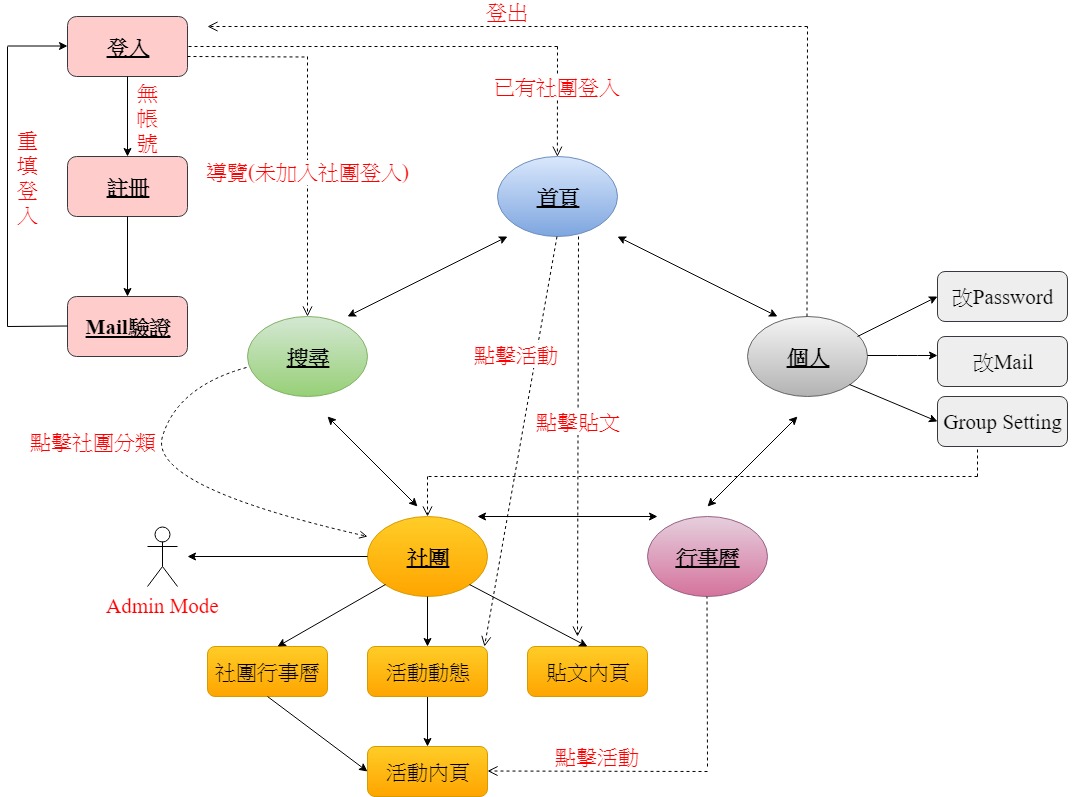 登出
登入
已有社團登入
無帳號
重填登入
導覽(未加入社團登入)
註冊
首頁
改Password
Mail驗證
搜尋
點擊活動
個人
改Mail
點擊貼文
Group Setting
點擊社團分類
社團
行事曆
Admin Mode
社團行事曆
活動動態
貼文內頁
點擊活動
活動內頁